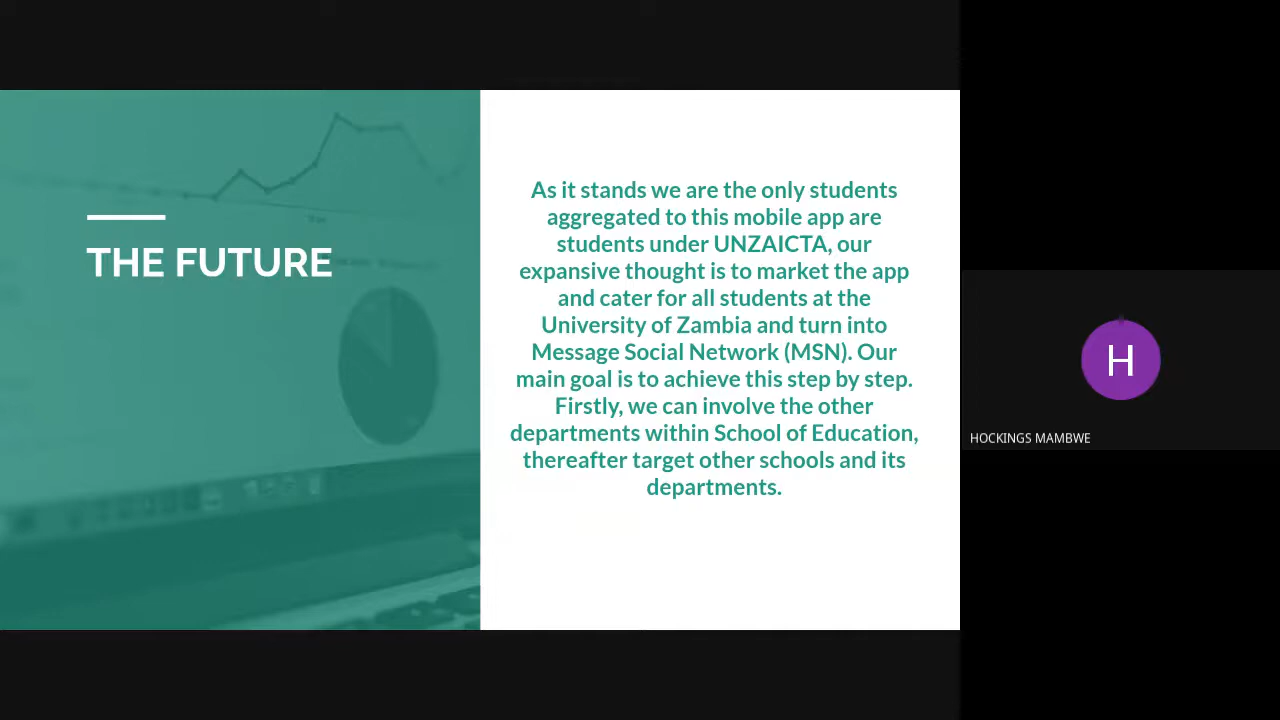 THE FUTURE
As it stands we are the only students
aggregated to this mobile app are
students under UNZAICTA, our
expansive thought is to market the app
and cater for all students at the
University of Zambia and turn into
Message Social Network (MSN). Our
main goal is to achieve this step by step.
Firstly, we can involve the other
departments within School of Education,
thereafter target other schools and its
departments.
H
HOCKINGS MAMBWE